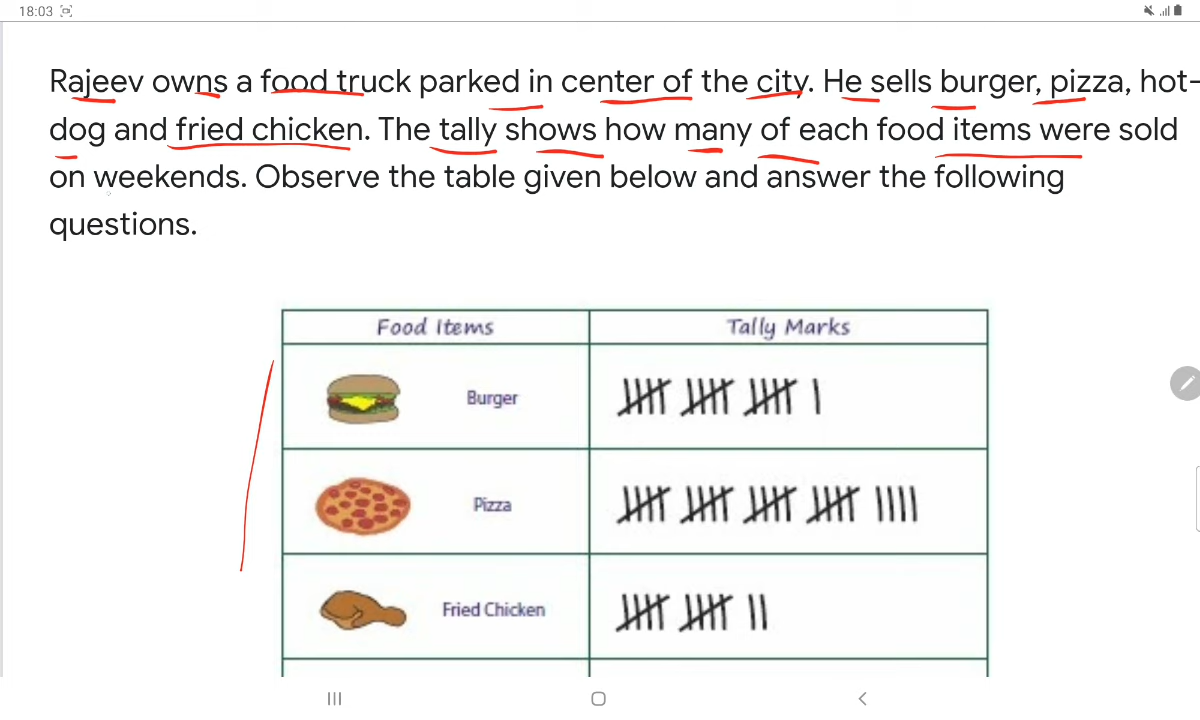 18:03
Rajeev owns a food truck parked in center of the city. He sells burger, pizza, hot-
dog and fried chicken. The tally shows how many of each food items were sold
on weekends. Observe the table given below and answer the following
questions.
Food Items
Tally Marks
Burger
Pizza
Fried Chicken